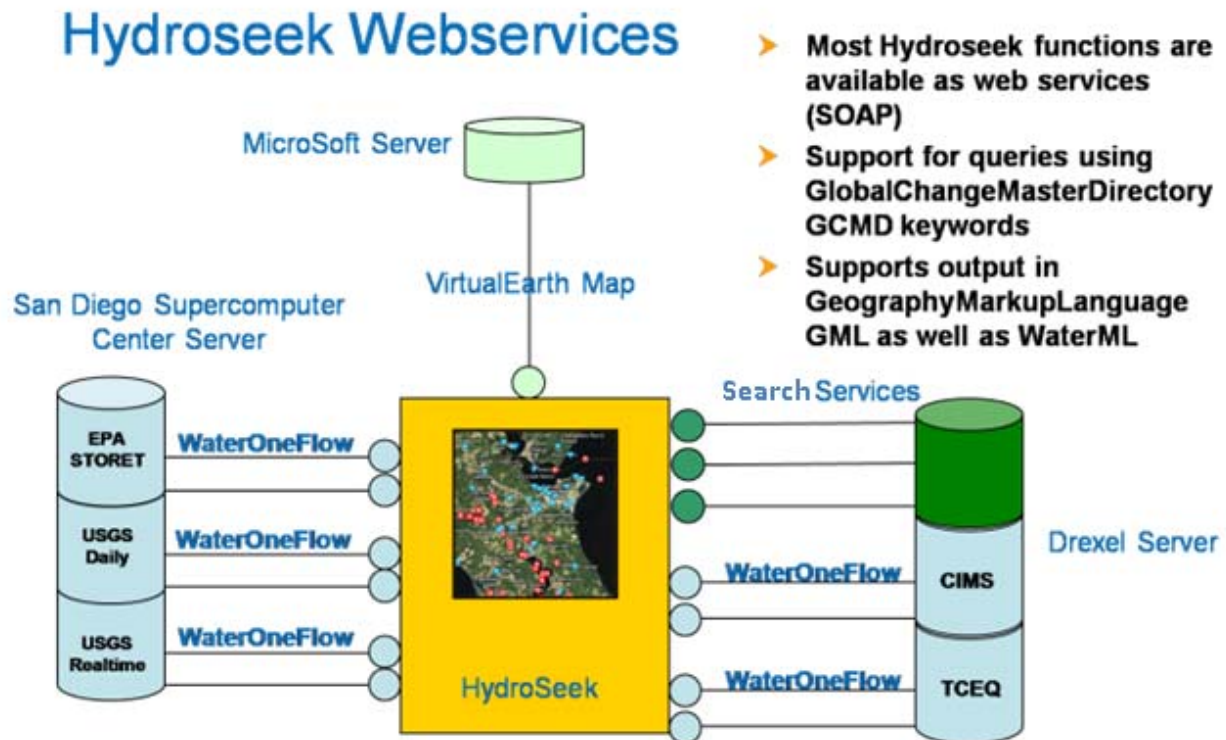 Hydroseek Webservices
➤ Most Hydroseek functions are
available as web services
(SOAP)
➤ Support for queries using
GlobalChangeMasterDirectory
GCMD keywords
➤ Supports output in
GeographyMarkupLanguage
GML as well as WaterML
MicroSoft Server
VirtualEarth Map
San Diego Supercomputer
Center Server
EPA
STORET
WaterOneFlow
USGS
Daily
WaterOneFlow
USGS
Realtime
WaterOneFlow
HydroSeek
Search Services
Drexel Server
WaterOneFlow
CIMS
WaterOneFlow
TCEQ